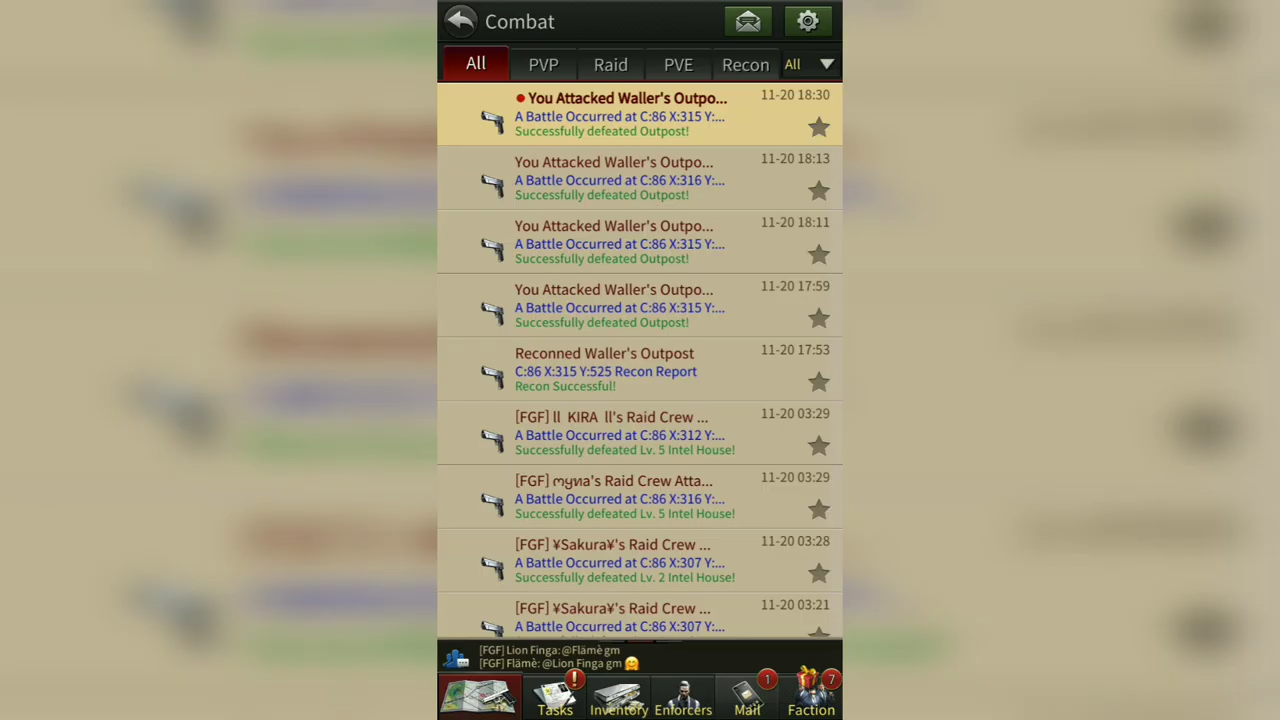 Combat
All PVP Raid PVE Recon All
You Attacked Waller's Outpo... 11-20 18:30
A Battle Occurred at C:86 X:315 Y:...
Successfully defeated Outpost!
You Attacked Waller's Outpo... 11-20 18:13
A Battle Occurred at C:86 X:316 Y:...
Successfully defeated Outpost!
You Attacked Waller's Outpo... 11-20 18:11
A Battle Occurred at C:86 X:315 Y:...
Successfully defeated Outpost!
You Attacked Waller's Outpo... 11-20 17:59
A Battle Occurred at C:86 X:315 Y:...
Successfully defeated Outpost!
Reconned Waller's Outpost 11-20 17:53
C:86 X:315 Y:525 Recon Report
Recon Successful!
[FGF] ll KIRA ll's Raid Crew ... 11-20 03:29
A Battle Occurred at C:86 X:312 Y:...
Successfully defeated Lv. 5 Intel House!
[FGF] ოყиa's Raid Crew Atta... 11-20 03:29
A Battle Occurred at C:86 X:316 Y:...
Successfully defeated Lv. 5 Intel House!
[FGF] ¥Sakura¥'s Raid Crew ... 11-20 03:28
A Battle Occurred at C:86 X:307 Y:...
Successfully defeated Lv. 2 Intel House!
[FGF] ¥Sakura¥'s Raid Crew ... 11-20 03:21
A Battle Occurred at C:86 X:307 Y:...
[FGF] Lion Finga:@Flämè gm
[FGF] Flämè: @Lion Finga gm 🤗
! 1 7
Tasks Inventory Enforcers Mail Faction